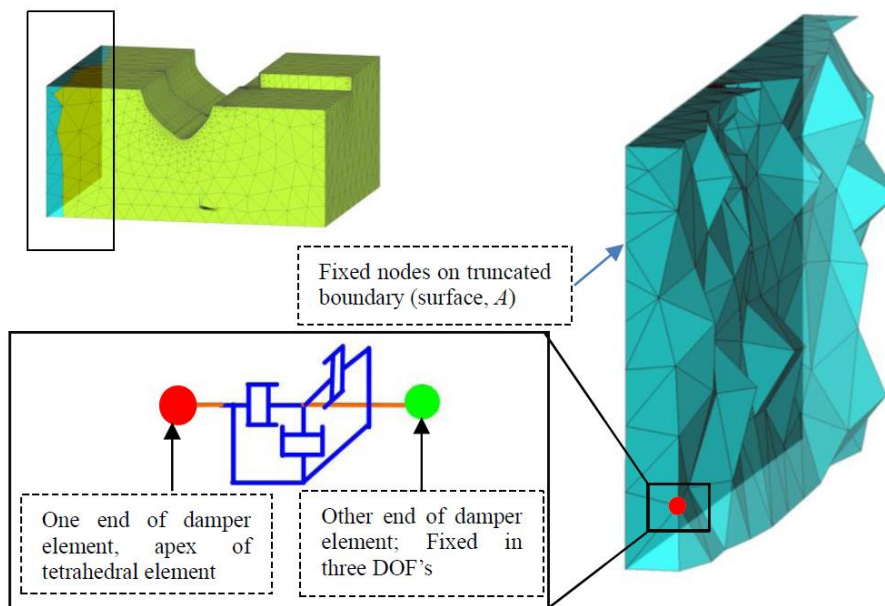 Fixed nodes on truncated
boundary (surface, A)
One end of damper
element, apex of
tetrahedral element
Other end of damper
element; Fixed in
three DOF's